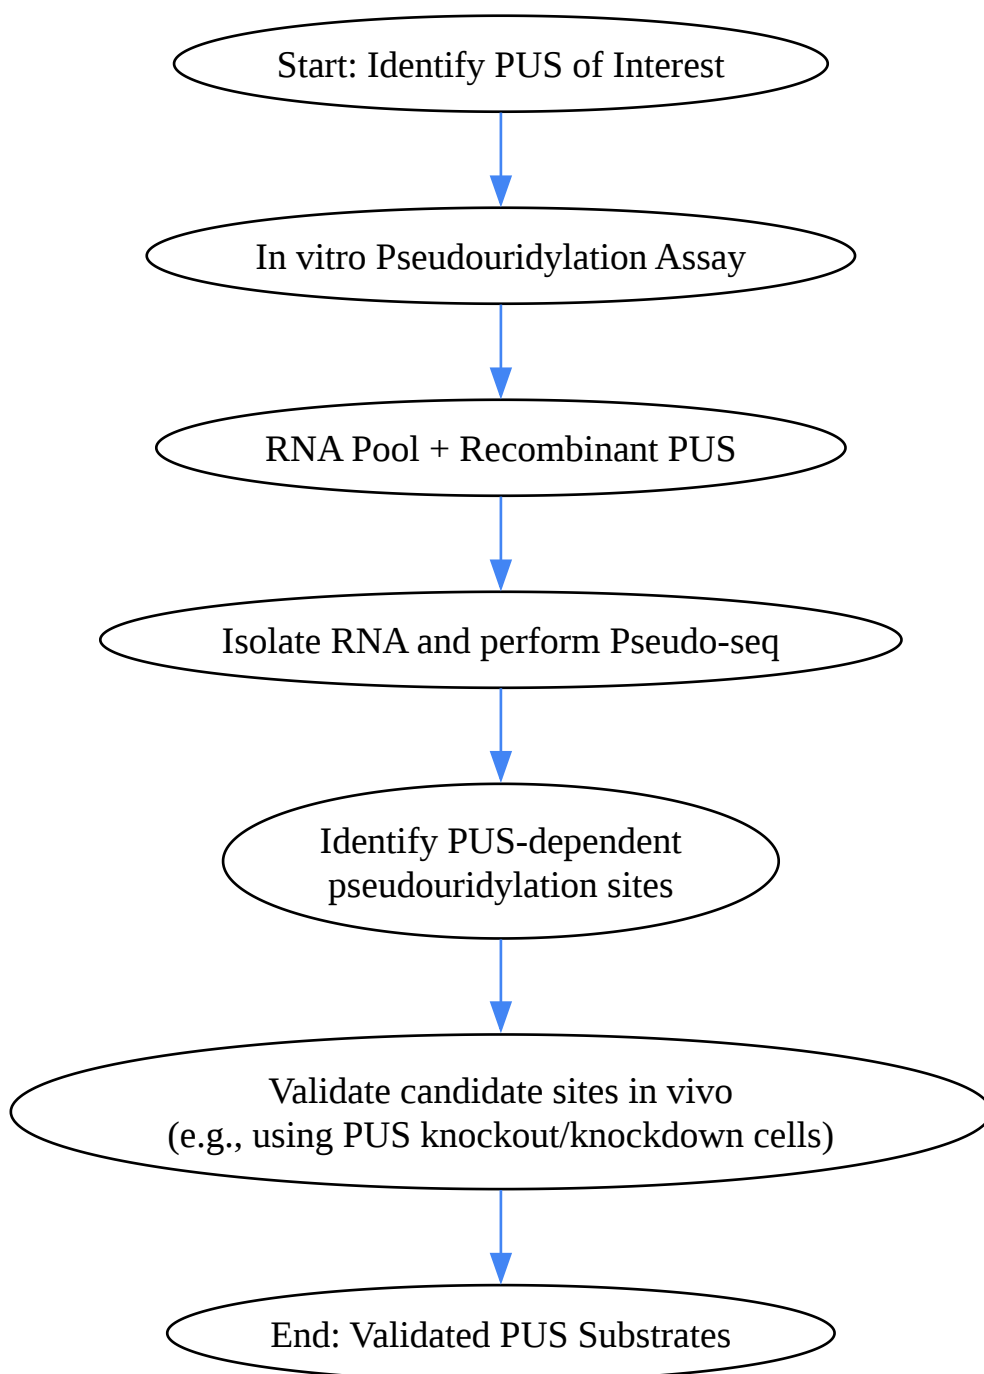 Start: Identify PUS of Interest
In vitro Pseudouridylation Assay
RNA Pool + Recombinant PUS
Isolate RNA and perform Pseudo-seq
Identify PUS-dependent
pseudouridylation sites
Validate candidate sites in vivo
(e.g., using PUS knockout/knockdown cells)
End: Validated PUS Substrates